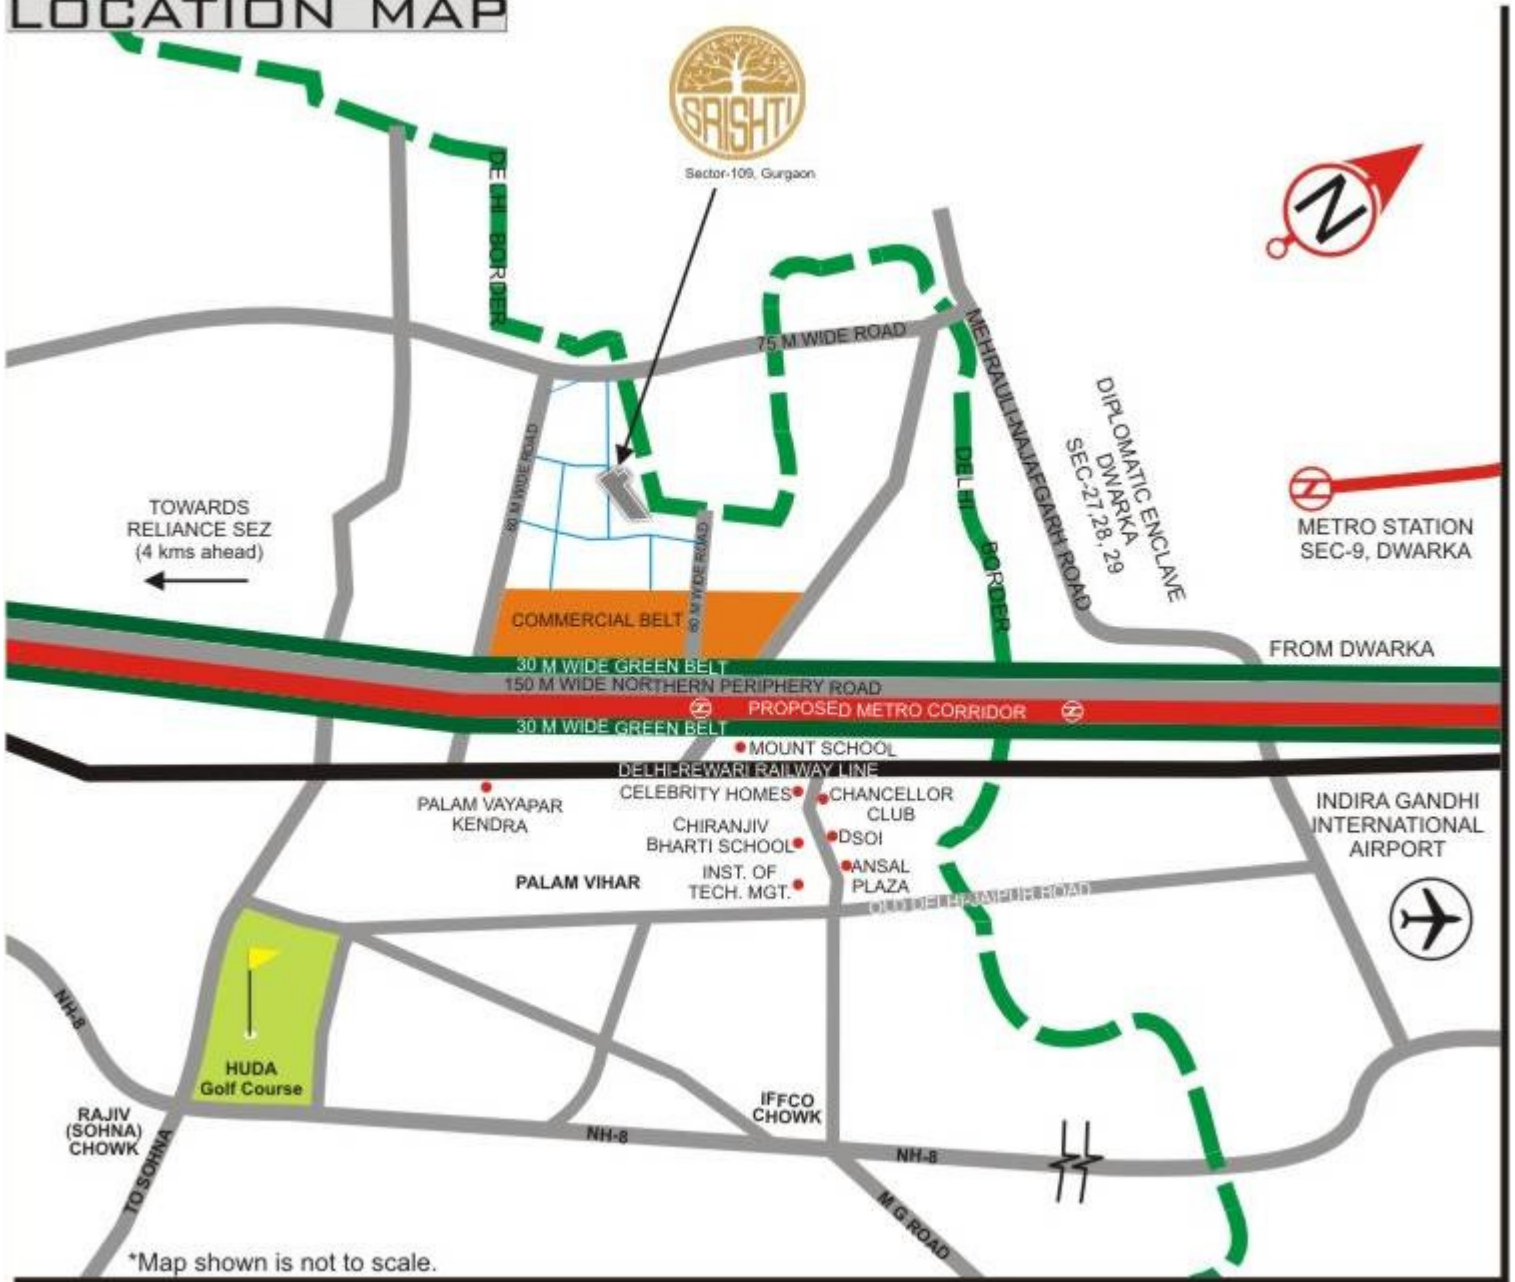 LOCATION MAP
SRISHTI
Sector-109, Gurgaon
N
DELHI BORDER
75 M WIDE ROAD
MEHRAULI-NAJAFGARH ROAD
DIPLOMATIC ENCLAVE
DWARKA
SEC-27,28, 29
60 M WIDE ROAD
DELHI BORDER
TOWARDS
RELIANCE SEZ
(4 kms ahead)
METRO STATION
SEC-9, DWARKA
60 M WIDE ROAD
COMMERCIAL BELT
FROM DWARKA
30 M WIDE GREEN BELT
150 M WIDE NORTHERN PERIPHERY ROAD
PROPOSED METRO CORRIDOR
30 M WIDE GREEN BELT
MOUNT SCHOOL
DELHI-REWARI RAILWAY LINE
PALAM VAYAPAR
KENDRA
CELEBRITY HOMES
CHANCELLOR
CLUB
CHIRANJIV
BHARTI SCHOOL
DSOI
INST. OF
TECH. MGT.
ANSAL
PLAZA
INDIRA GANDHI
INTERNATIONAL
AIRPORT
PALAM VIHAR
OLD DELHI-JAIPUR ROAD
NH-8
HUDA
Golf Course
RAJIV
(SOHNA)
CHOWK
TO SOHNA
IFFCO
CHOWK
NH-8
NH-8
M G ROAD
*Map shown is not to scale.